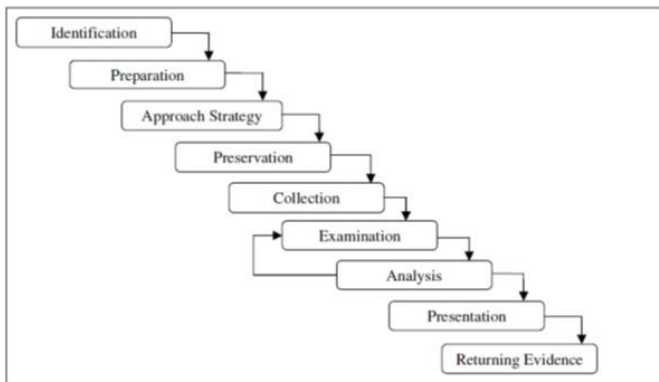 Identification
Preparation
Approach Strategy
Preservation
Collection
Examination
Analysis
Presentation
Returning Evidence